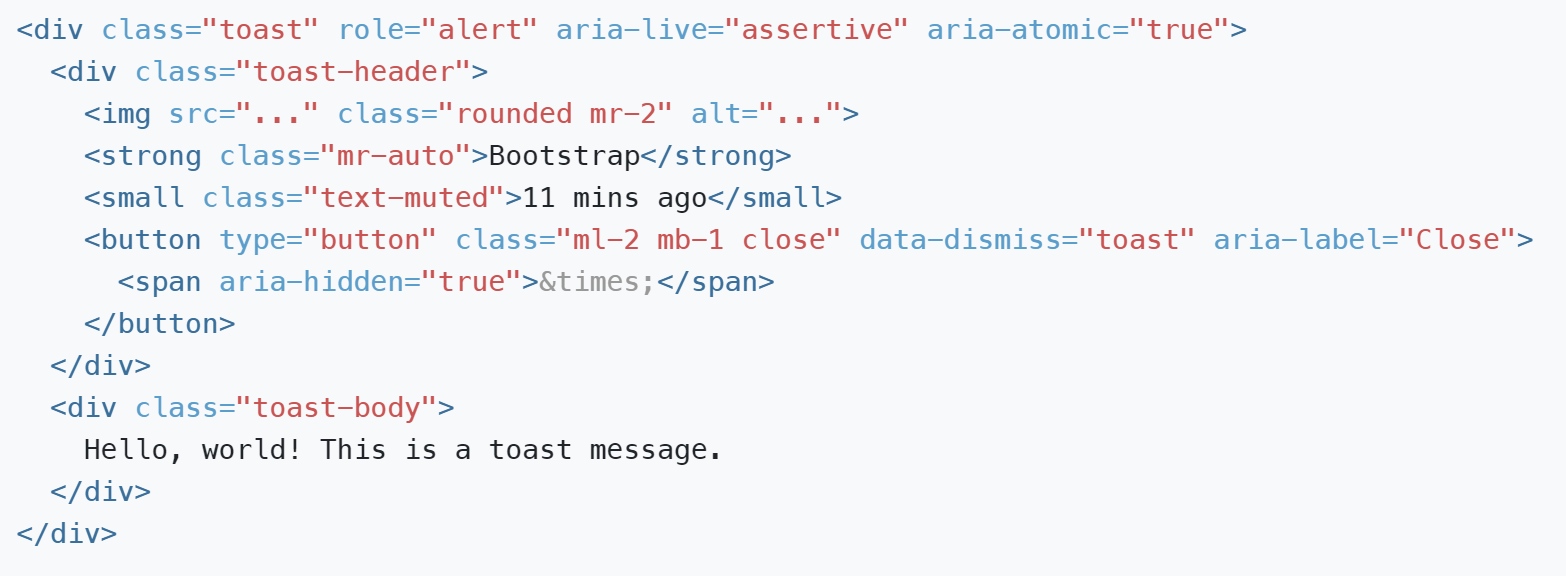 <div class="toast" role="alert" aria-live="assertive" aria-atomic="true">
  <div class="toast-header">
    <img src="..." class="rounded mr-2" alt="...">
    <strong class="mr-auto">Bootstrap</strong>
    <small class="text-muted">11 mins ago</small>
    <button type="button" class="ml-2 mb-1 close" data-dismiss="toast" aria-label="Close">
      <span aria-hidden="true">&times;</span>
    </button>
  </div>
  <div class="toast-body">
    Hello, world! This is a toast message.
  </div>
</div>